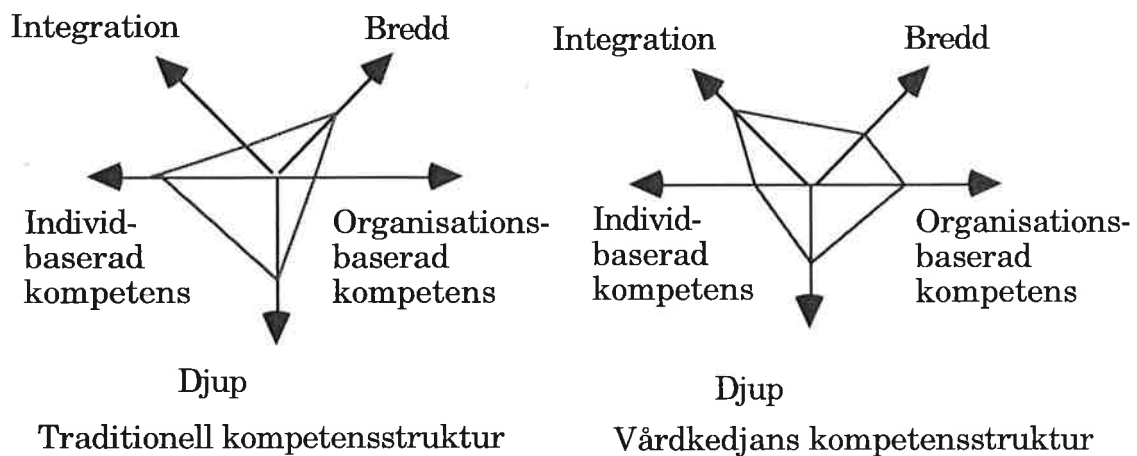 Integration
Bredd
Individ-
baserad
kompetens
Organisations-
baserad
kompetens
Djup
Traditionell kompetensstruktur
Integration
Bredd
Individ-
baserad
kompetens
Organisations-
baserad
kompetens
Djup
Vårdkedjans kompetensstruktur